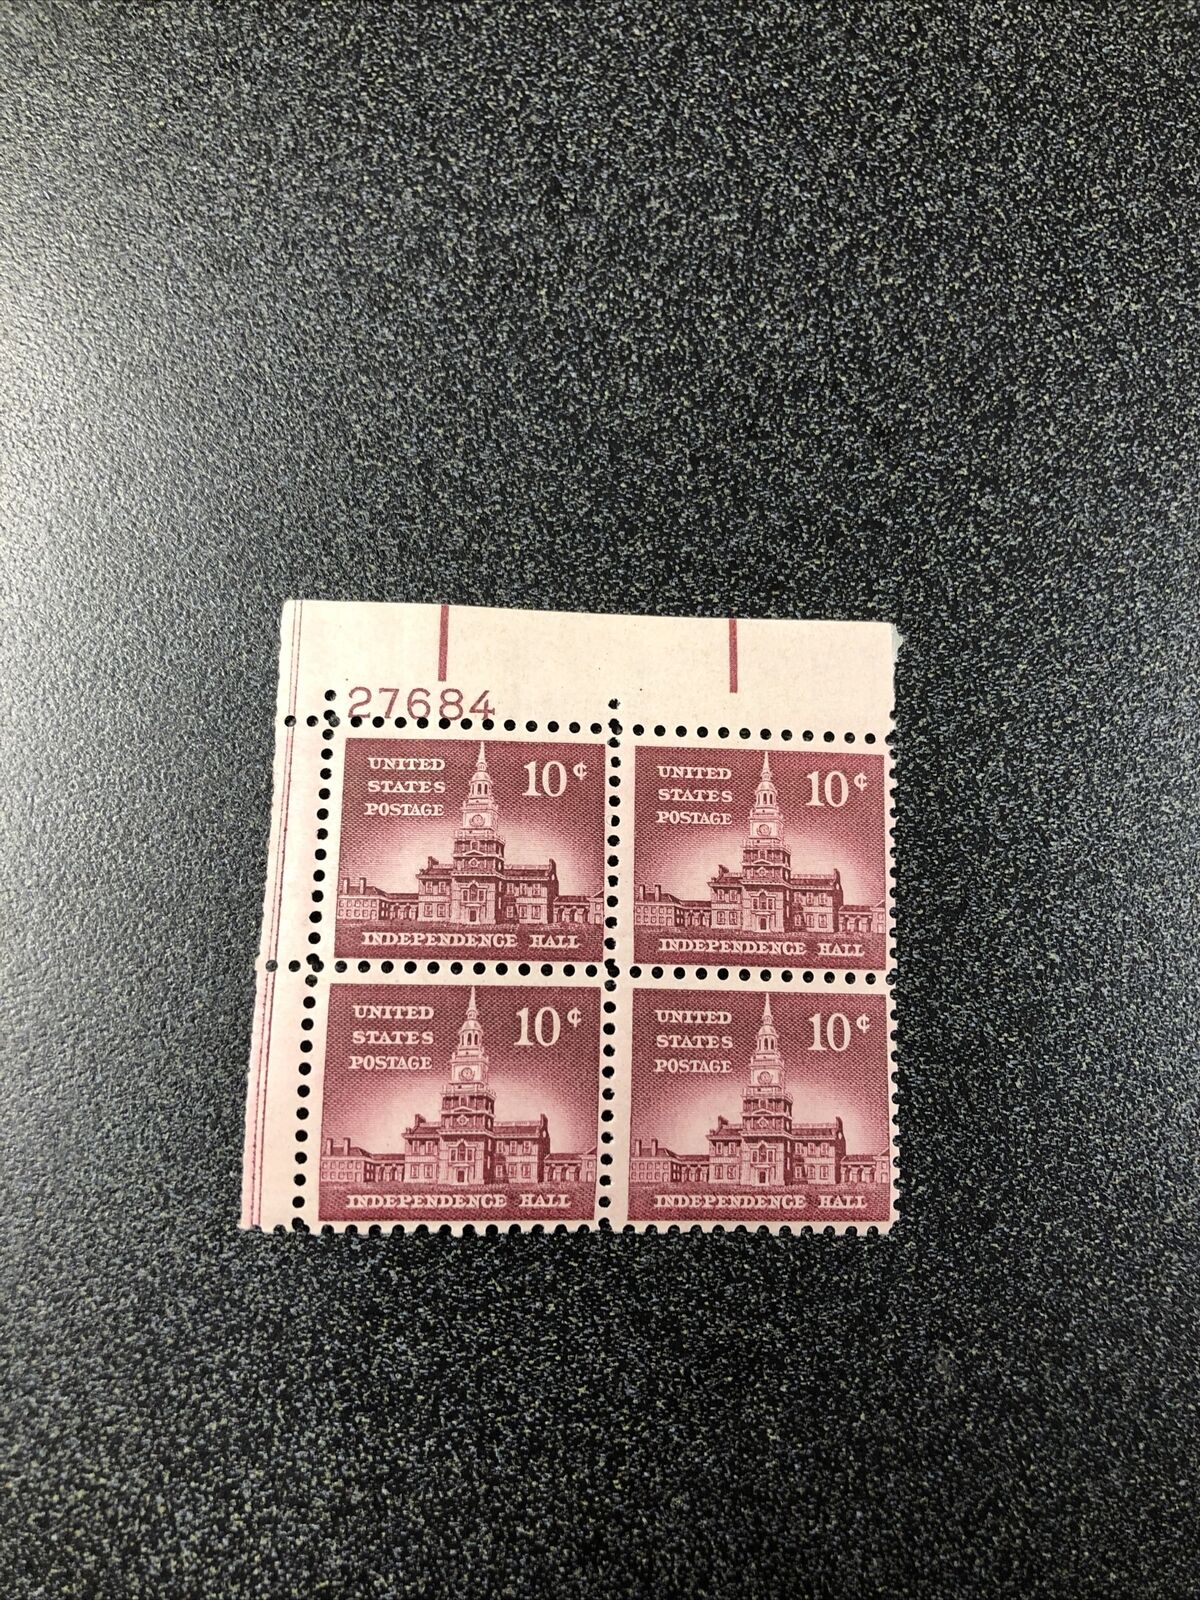 27684
UNITED
STATES
POSTAGE
10¢
INDEPENDENCE HALL
UNITED
STATES
POSTAGE
10¢
INDEPENDENCE HALL
UNITED
STATES
POSTAGE
10¢
INDEPENDENCE HALL
UNITED
STATES
POSTAGE
10¢
INDEPENDENCE HALL